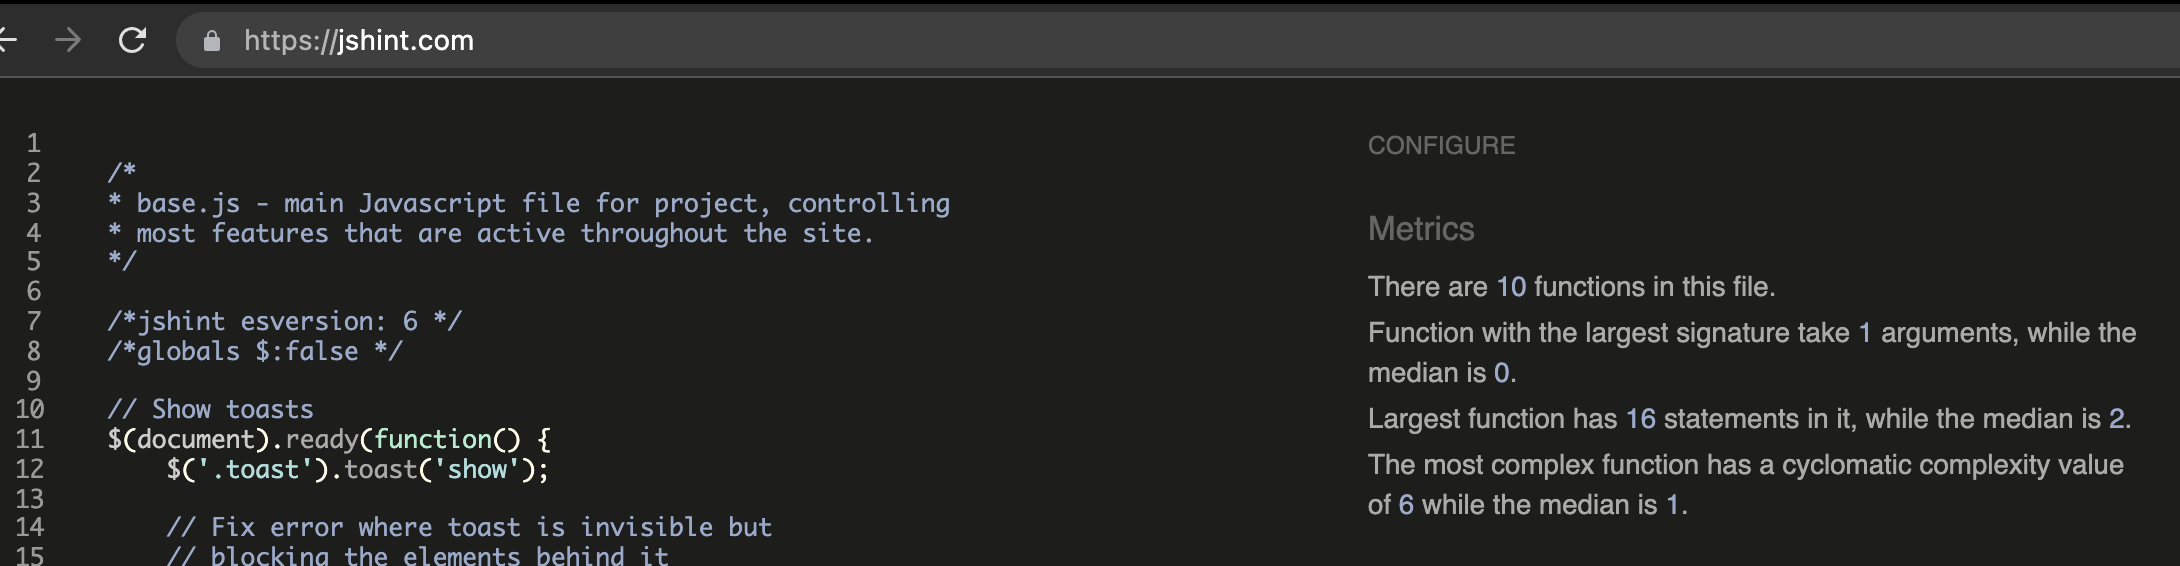 https://jshint.com
1
2 /*
3 * base.js - main Javascript file for project, controlling
4 * most features that are active throughout the site.
5 */
6
7 /*jshint esversion: 6 */
8 /*globals $:false */
9
10 // Show toasts
11 $(document).ready(function() {
12 $('.toast').toast('show');
13
14 // Fix error where toast is invisible but
15 // blocking the elements behind it
CONFIGURE
Metrics
There are 10 functions in this file.
Function with the largest signature take 1 arguments, while the
median is 0.
Largest function has 16 statements in it, while the median is 2.
The most complex function has a cyclomatic complexity value
of 6 while the median is 1.